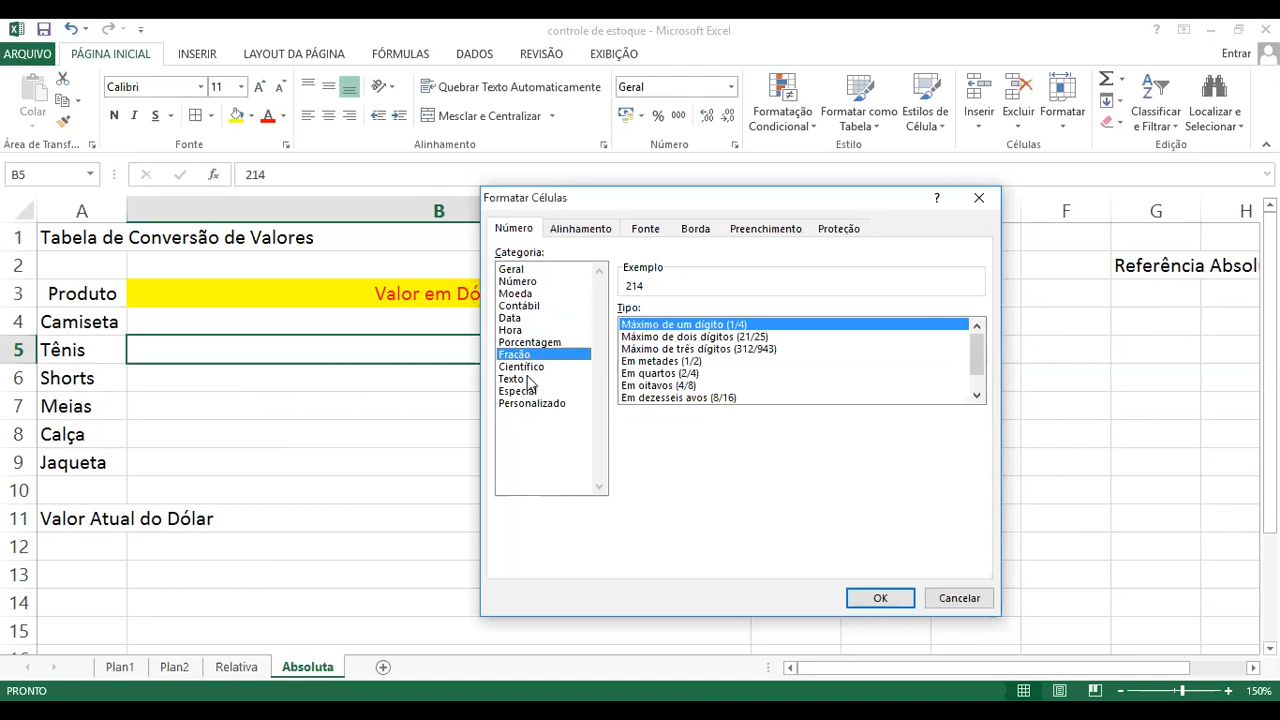 controle de estoque - Microsoft Excel
ARQUIVO PÁGINA INICIAL INSERIR LAYOUT DA PÁGINA FÓRMULAS DADOS REVISÃO EXIBIÇÃO Entrar
Calibri 11 Quebrar Texto Automaticamente Geral
Colar N I S A Mesclar e Centralizar % 000 Formatação Condicional Formatar como Tabela Estilos de Célula Inserir Excluir Formatar Classificar e Filtrar Localizar e Selecionar
Área de Transf... Fonte Alinhamento Número Estilo Células Edição
B5 fx 214
Formatar Células
A B F G H
Número Alinhamento Fonte Borda Preenchimento Proteção
1 Tabela de Conversão de Valores
2 Referência Absol
3 Produto Valor em Dó
4 Camiseta
5 Tênis
6 Shorts
7 Meias
8 Calça
9 Jaqueta
10
11 Valor Atual do Dólar
12
13
14
15
Categoria:
Geral
Número
Moeda
Contábil
Data
Hora
Porcentagem
Fração
Científico
Texto
Especial
Personalizado
Exemplo
214
Tipo:
Máximo de um dígito (1/4)
Máximo de dois dígitos (21/25)
Máximo de três dígitos (312/943)
Em metades (1/2)
Em quartos (2/4)
Em oitavos (4/8)
Em dezesseis avos (8/16)
OK Cancelar
Plan1 Plan2 Relativa Absoluta
PRONTO 150%